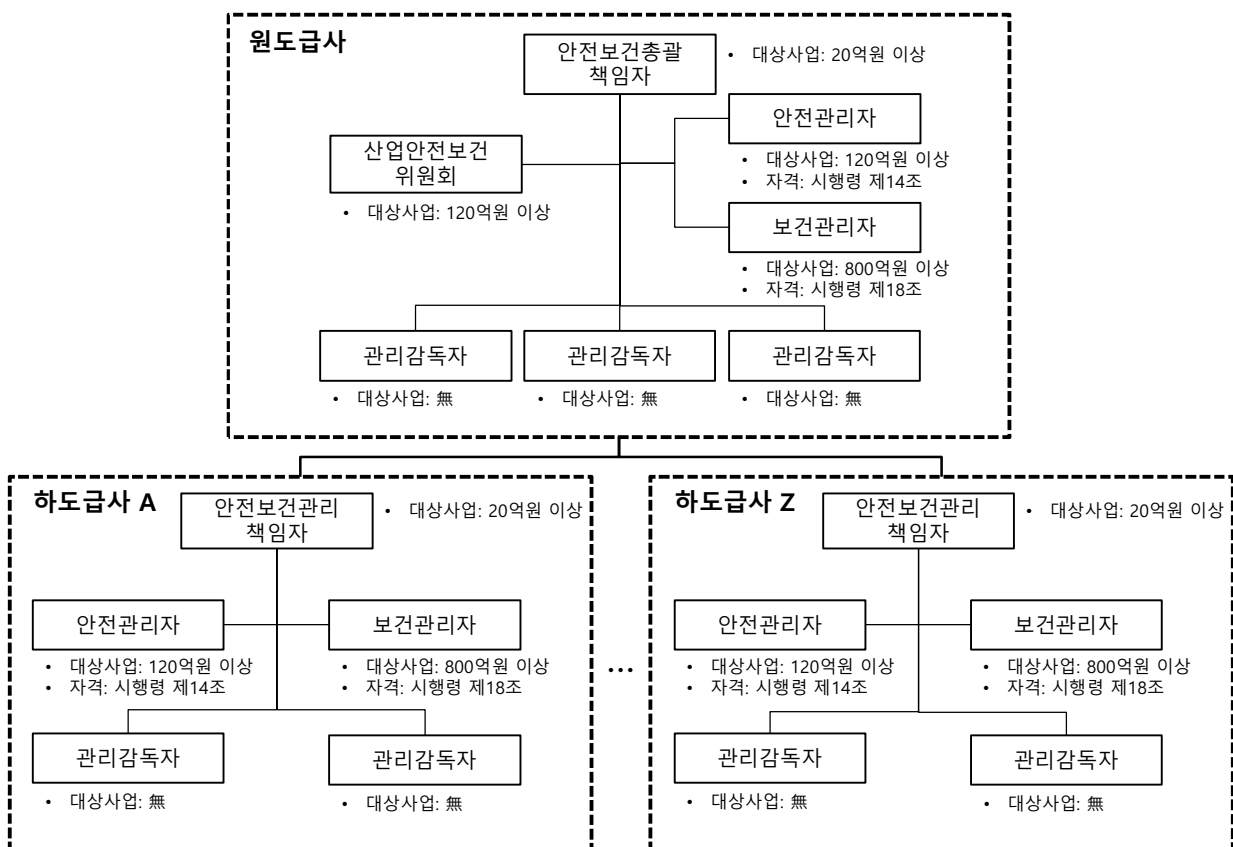 원도급사
안전보건총괄
책임자
• 대상사업: 20억원 이상
안전관리자
• 대상사업: 120억원 이상
• 자격: 시행령 제14조
산업안전보건
위원회
• 대상사업: 120억원 이상
보건관리자
• 대상사업: 800억원 이상
• 자격: 시행령 제18조
관리감독자
• 대상사업: 無
관리감독자
• 대상사업: 無
관리감독자
• 대상사업: 無
하도급사 A
안전보건관리
책임자
• 대상사업: 20억원 이상
안전관리자
• 대상사업: 120억원 이상
• 자격: 시행령 제14조
보건관리자
• 대상사업: 800억원 이상
• 자격: 시행령 제18조
관리감독자
• 대상사업: 無
관리감독자
• 대상사업: 無
...
하도급사 Z
안전보건관리
책임자
• 대상사업: 20억원 이상
안전관리자
• 대상사업: 120억원 이상
• 자격: 시행령 제14조
보건관리자
• 대상사업: 800억원 이상
• 자격: 시행령 제18조
관리감독자
• 대상사업: 無
관리감독자
• 대상사업: 無